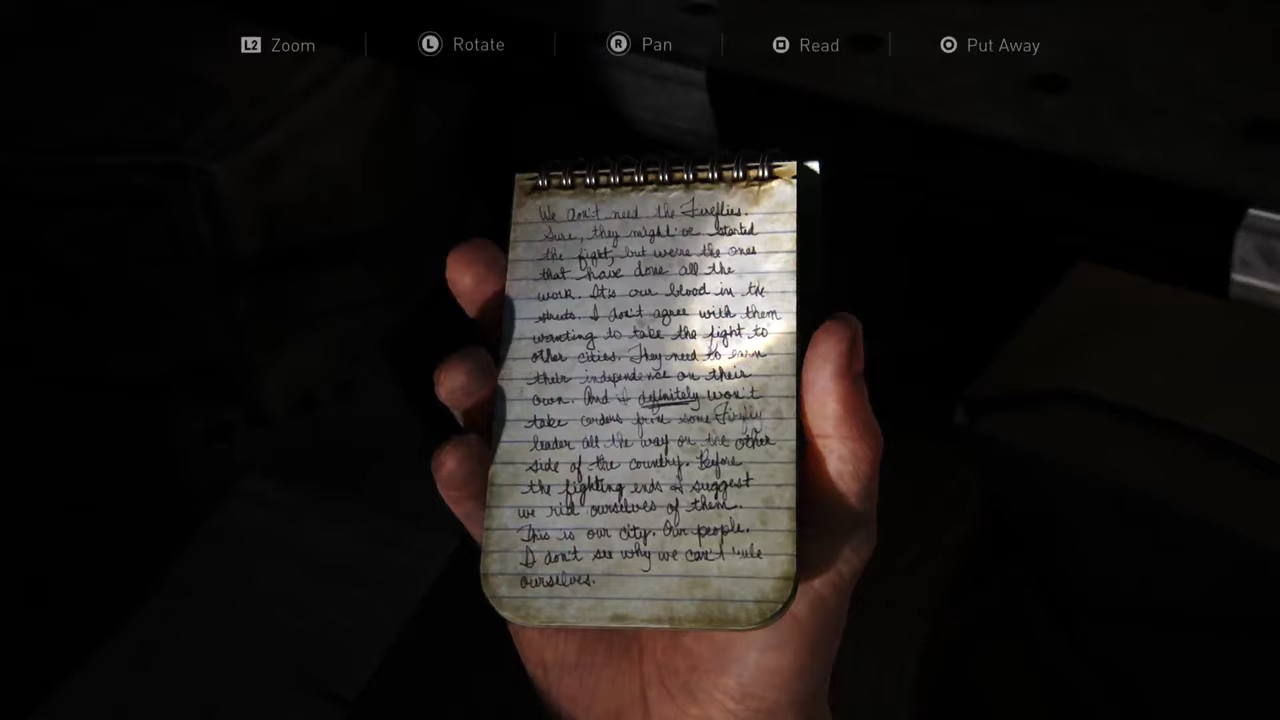 L2 Zoom L Rotate R Pan Read Put Away
We don't need the Fireflies.
Sure, they might've started
the fight, but we're the ones
that have done all the
work. It's our blood in the
streets. I don't agree with them
wanting to take the fight to
other cities. They need to earn
their independence on their
own. And I definitely won't
take orders from some Firefly
leader all the way on the other
side of the country. Before
the fighting ends I suggest
we rid ourselves of them.
This is our city. Our people.
I don't see why we can't rule
ourselves.